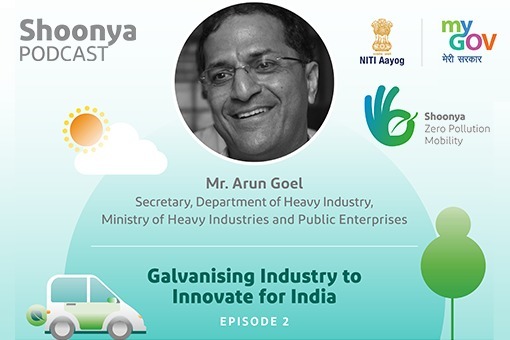 Shoonya
PODCAST
NITI Aayog
my
GOV
मेरी सरकार
Shoonya
Zero Pollution
Mobility
Mr. Arun Goel
Secretary, Department of Heavy Industry,
Ministry of Heavy Industries and Public Enterprises
Galvanising Industry to
Innovate for India
EPISODE 2